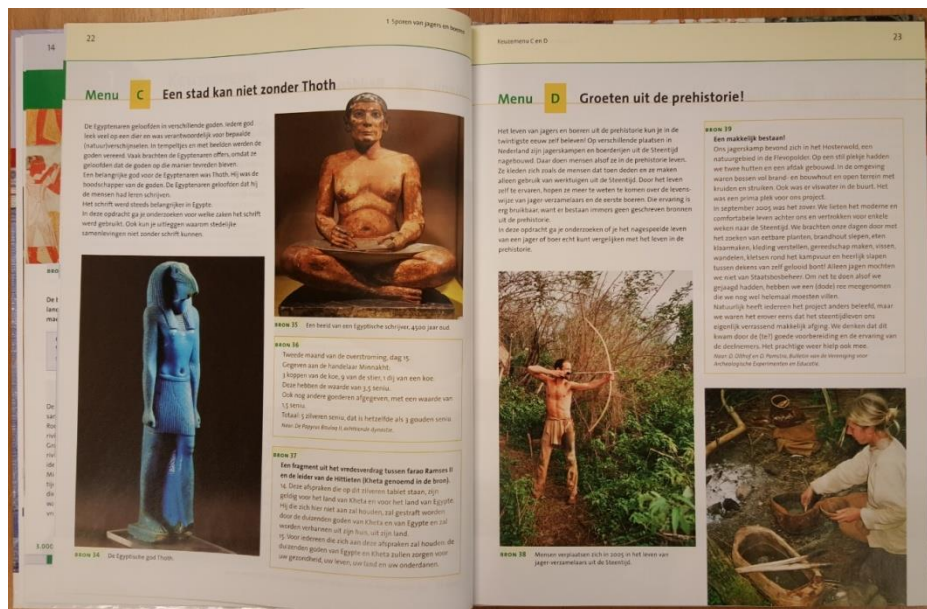 14
22
1 Sporen van jagers en boeren
Menu C Een stad kan niet zonder Thoth
De Egyptenaren geloofden in verschillende goden. Iedere god
leek veel op een dier en was verantwoordelijk voor bepaalde
(natuur)verschijnselen. In tempeltjes en met beelden werden de
goden vereerd. Vaak brachten de Egyptenaren offers, omdat ze
geloofden dat de goden op die manier tevreden bleven.
Een belangrijke god voor de Egyptenaren was Thoth. Hij was de
boodschapper van de goden. De Egyptenaren geloofden dat hij
de mensen had leren schrijven.
Het schrift werd steeds belangrijker in Egypte.
In deze opdracht ga je onderzoeken voor welke zaken het schrift
werd gebruikt. Ook kun je uitleggen waarom stedelijke
samenlevingen niet zonder schrift kunnen.
BRON 34 De Egyptische god Thoth.
BRON 35 Een beeld van een Egyptische schrijver, 4500 jaar oud.
BRON 36
Tweede maand van de overstroming, dag 15.
Gegeven aan de handelaar Minnakht:
3 koppen van de koe, 9 van de stier, 1 dij van een koe.
Deze hebben de waarde van 3,5 seniu.
Ook nog andere goederen afgegeven, met een waarde van
1,5 seniu.
Totaal: 5 zilveren seniu, dat is hetzelfde als 3 gouden seniu.
Naar: De Papyrus Boulaq II, achttiende dynastie.
BRON 37
Een fragment uit het vredesverdrag tussen farao Ramses II
en de leider van de Hittieten (Kheta genoemd in de bron).
14. Deze afspraken die op dit zilveren tablet staan, zijn
geldig voor het land van Kheta en voor het land van Egypte.
Hij die zich hier niet aan zal houden, zal gestraft worden
door de duizenden goden van Kheta en van Egypte en zal
worden verbannen uit zijn huis, uit zijn land.
15. Voor iedereen die zich aan deze afspraken zal houden: de
duizenden goden van Egypte en Kheta zullen zorgen voor
uw gezondheid, uw leven, uw land en uw onderdanen.
Keuzemenu C en D
23
Menu D Groeten uit de prehistorie!
Het leven van jagers en boeren uit de prehistorie kun je in de
twintigste eeuw zelf beleven! Op verschillende plaatsen in
Nederland zijn jagerskampen en boerderijen uit de Steentijd
nagebouwd. Daar doen mensen alsof ze in de prehistorie leven.
Ze kleden zich zoals de mensen dat toen deden en ze maken
alleen gebruik van werktuigen uit de Steentijd. Door het leven
zelf te ervaren, hopen ze meer te weten te komen over de levens-
wijze van jager-verzamelaars en de eerste boeren. Die ervaring is
erg bruikbaar, want er bestaan immers geen geschreven bronnen
uit de prehistorie.
In deze opdracht ga je onderzoeken of je het nagespeelde leven
van een jager of boer echt kunt vergelijken met het leven in de
prehistorie.
BRON 38 Mensen verplaatsen zich in 2005 in het leven van
jager-verzamelaars uit de Steentijd.
BRON 39
Een makkelijk bestaan!
Ons jagerskamp bevond zich in het Hosterwold, een
natuurgebied in de Flevopolder. Op een stil plekje hadden
we twee hutten en een afdak gebouwd. In de omgeving
waren bossen vol brand- en bouwhout en open terrein met
kruiden en struiken. Ook was er viswater in de buurt. Het
was een prima plek voor ons project.
In september 2005 was het zover. We lieten het moderne en
comfortabele leven achter ons en vertrokken voor enkele
weken naar de Steentijd. We brachten onze dagen door met
het zoeken van eetbare planten, brandhout slepen, eten
klaarmaken, kleding verstellen, gereedschap maken, vissen,
wandelen, kletsen rond het kampvuur en heerlijk slapen
tussen dekens van zelf gelooid bont! Alleen jagen mochten
we niet van Staatsbosbeheer. Om net te doen alsof we
gejaagd hadden, hebben we een (dode) ree meegenomen
die we nog wel helemaal moesten villen.
Natuurlijk heeft iedereen het project anders beleefd, maar
we waren het erover eens dat het steentijdleven ons
eigenlijk verrassend makkelijk afging. We denken dat dit
kwam door de (te?) goede voorbereiding en de ervaring van
de deelnemers. Het prachtige weer hielp ook mee.
Naar: D. Olthof en D. Pomstra, Bulletin van de Vereniging voor
Archeologische Experimenten en Educatie.